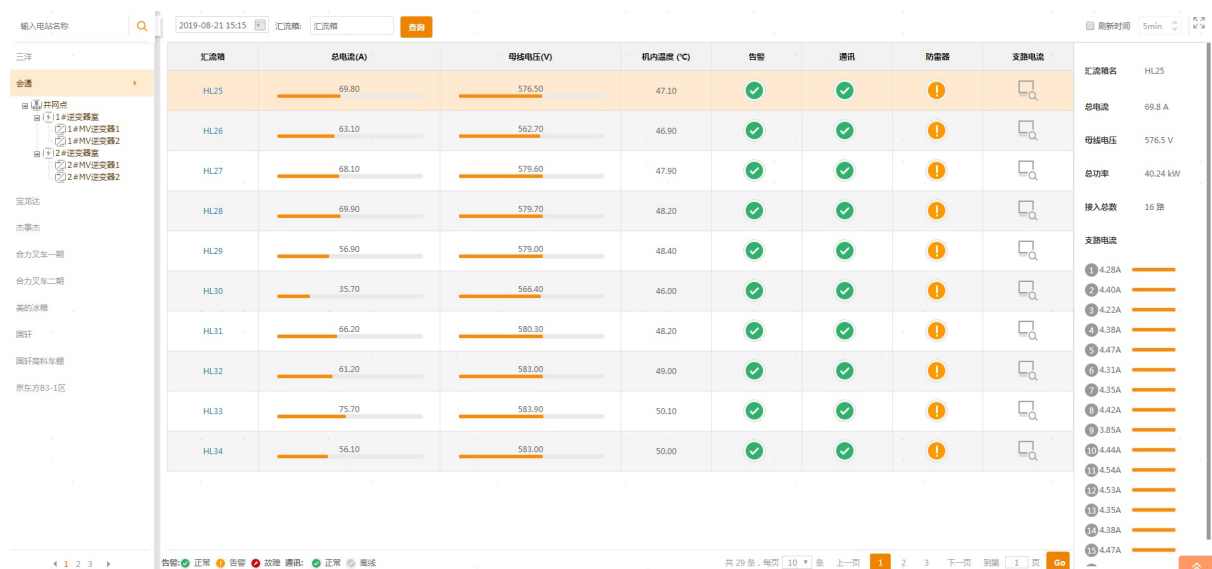 输入电站名称
2019-08-21 15:15 汇流箱: 汇流箱 查询 刷新时间 5min
三洋
会通
并网点
1#逆变器室
1#MV逆变器1
1#MV逆变器2
2#逆变器室
2#MV逆变器1
2#MV逆变器2
宝龙达
杰事杰
合力叉车一期
合力叉车二期
美的冰箱
国轩
国轩高科车棚
京东方B3-1区
1 2 3
汇流箱 总电流(A) 母线电压(V) 机内温度 (℃) 告警 通讯 防雷器 支路电流
HL25 69.80 576.50 47.10
HL26 63.10 562.70 46.90
HL27 68.10 579.60 47.90
HL28 69.90 579.70 48.20
HL29 56.90 579.00 48.40
HL30 35.70 566.40 46.00
HL31 66.20 580.30 48.20
HL32 61.20 583.00 49.00
HL33 75.70 583.90 50.10
HL34 56.10 583.00 50.00
告警: 正常 告警 故障 通讯: 正常 离线
共 29 条 , 每页 10 条 上一页 1 2 3 下一页 到第 1 页 Go
汇流箱名 HL25
总电流 69.8 A
母线电压 576.5 V
总功率 40.24 kW
接入总数 16 路
支路电流
1 4.28A
2 4.40A
3 4.22A
4 4.38A
5 4.47A
6 4.31A
7 4.35A
8 4.42A
9 3.85A
10 4.44A
11 4.54A
12 4.53A
13 4.35A
14 4.38A
15 4.47A